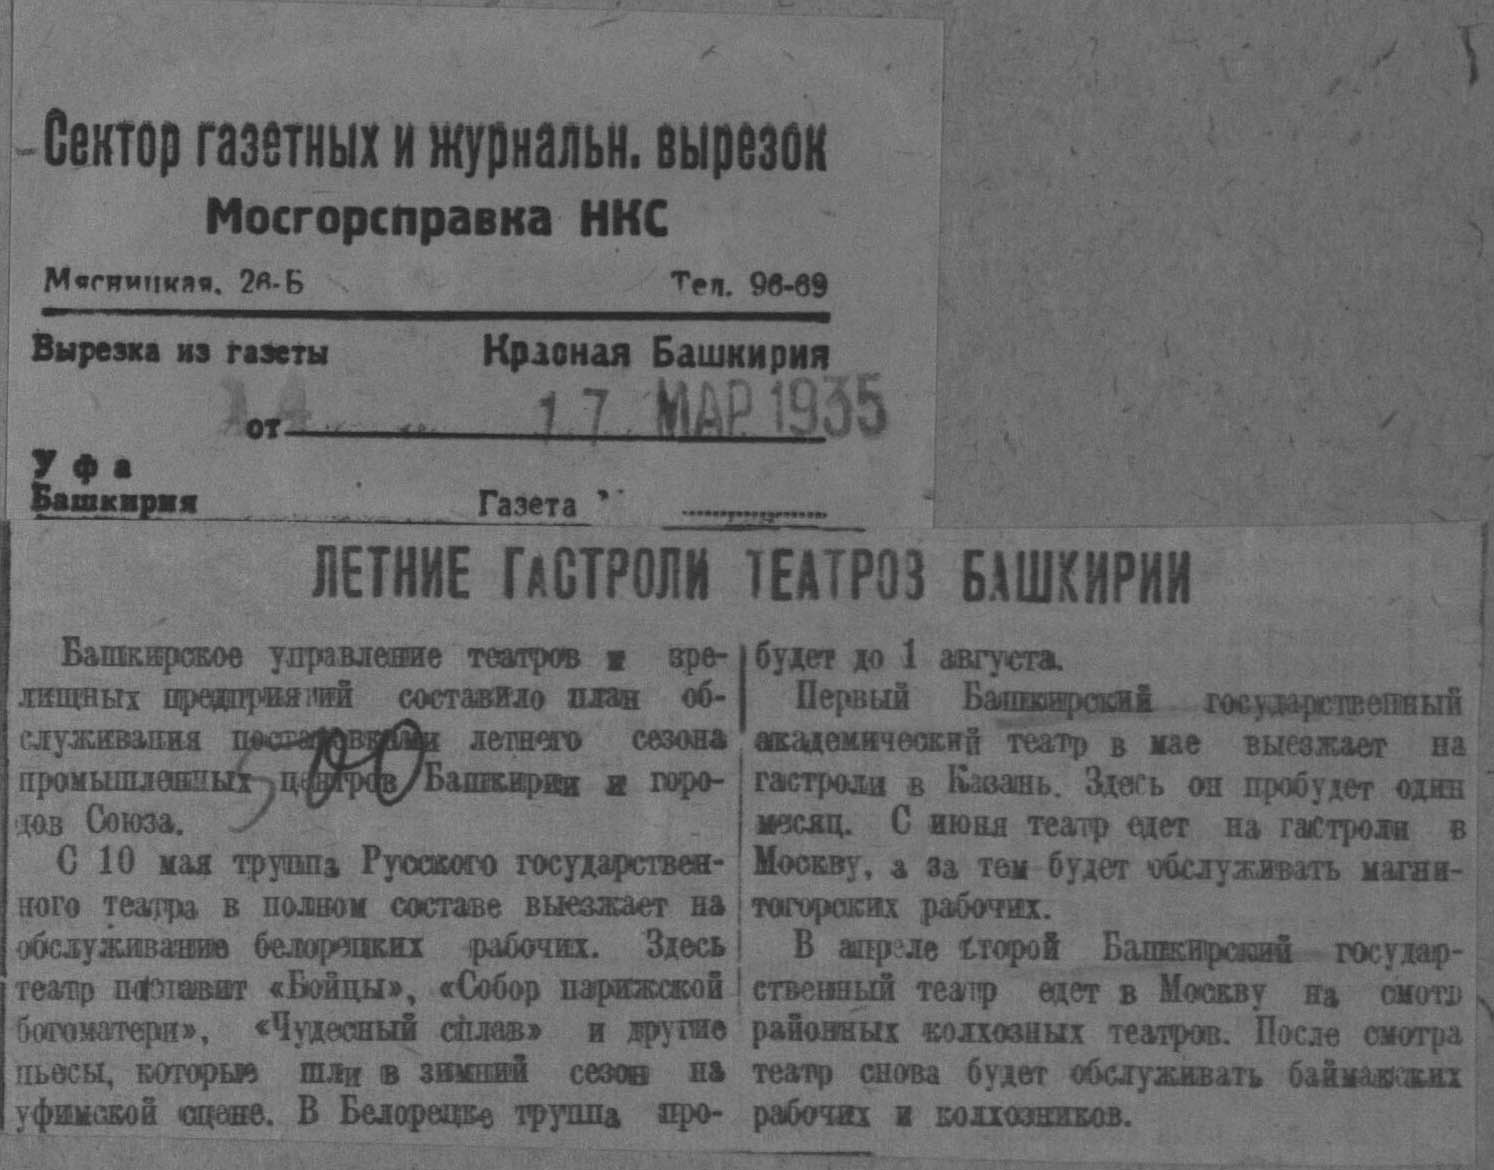 Сектор газетных и журнальн. вырезок
Мосгорсправка НКС
Мясницкая, 26-Б Тел. 96-69
Вырезка из газеты Красная Башкирия
от 17 МАР. 1935
Уфа
Башкирия Газета
ЛЕТНИЕ ГАСТРОЛИ ТЕАТРОВ БАШКИРИИ
Башкирское управление театров и зре-
лищных предприятий составило план об-
служивания постановками летнего сезона
промышленных центров Башкирии и горо-
дов Союза.
С 10 мая труппа Русского государствен-
ного театра в полном составе выезжает на
обслуживание белорецких рабочих. Здесь
театр поставит «Бойцы», «Собор парижской
богоматери», «Чудесный сплав» и другие
пьесы, которые шли в зимний сезон на
уфимской сцене. В Белорецке труппа про-
будет до 1 августа.
Первый Башкирский государственный
академический театр в мае выезжает на
гастроли в Казань. Здесь он пробудет один
месяц. С июня театр едет на гастроли в
Москву, а за тем будет обслуживать магни-
тогорских рабочих.
В апреле второй Башкирский государ-
ственный театр едет в Москву на смотр
районных колхозных театров. После смотра
театр снова будет обслуживать баймакских
рабочих и колхозников.